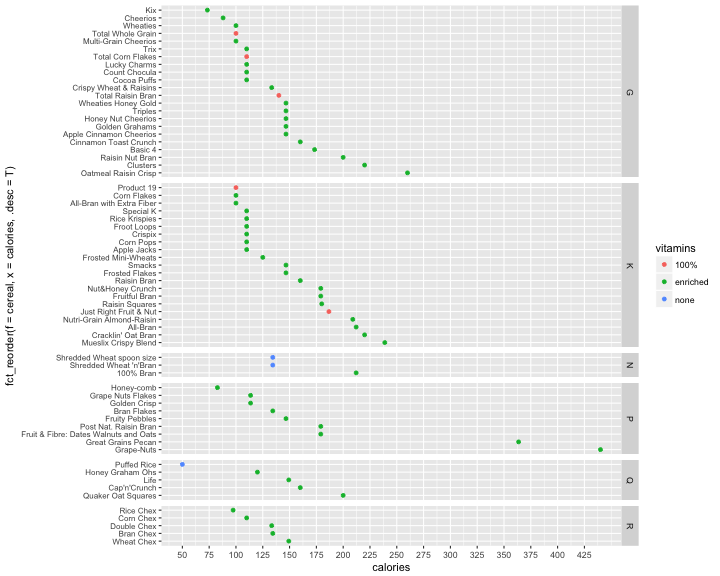 Kix
Cheerios
Wheaties
Total Whole Grain
Multi-Grain Cheerios
Trix
Total Corn Flakes
Lucky Charms
Count Chocula
Cocoa Puffs
Crispy Wheat & Raisins
Total Raisin Bran
Wheaties Honey Gold
Triples
Honey Nut Cheerios
Golden Grahams
Apple Cinnamon Cheerios
Cinnamon Toast Crunch
Basic 4
Raisin Nut Bran
Clusters
Oatmeal Raisin Crisp
G
Product 19
Corn Flakes
All-Bran with Extra Fiber
Special K
Rice Krispies
Froot Loops
Crispix
Corn Pops
Apple Jacks
Frosted Mini-Wheats
Smacks
Frosted Flakes
Raisin Bran
Nut&Honey Crunch
Fruitful Bran
Raisin Squares
Just Right Fruit & Nut
Nutri-Grain Almond-Raisin
All-Bran
Cracklin' Oat Bran
Mueslix Crispy Blend
K
Shredded Wheat spoon size
Shredded Wheat 'n'Bran
100% Bran
N
Honey-comb
Grape Nuts Flakes
Golden Crisp
Bran Flakes
Fruity Pebbles
Post Nat. Raisin Bran
Fruit & Fibre: Dates Walnuts and Oats
Great Grains Pecan
Grape-Nuts
P
Puffed Rice
Honey Graham Ohs
Life
Cap'n'Crunch
Quaker Oat Squares
Q
Rice Chex
Corn Chex
Double Chex
Bran Chex
Wheat Chex
R
50 75 100 125 150 175 200 225 250 275 300 325 350 375 400 425
calories
fct_reorder(f = cereal, x = calories, .desc = T)
vitamins
100%
enriched
none